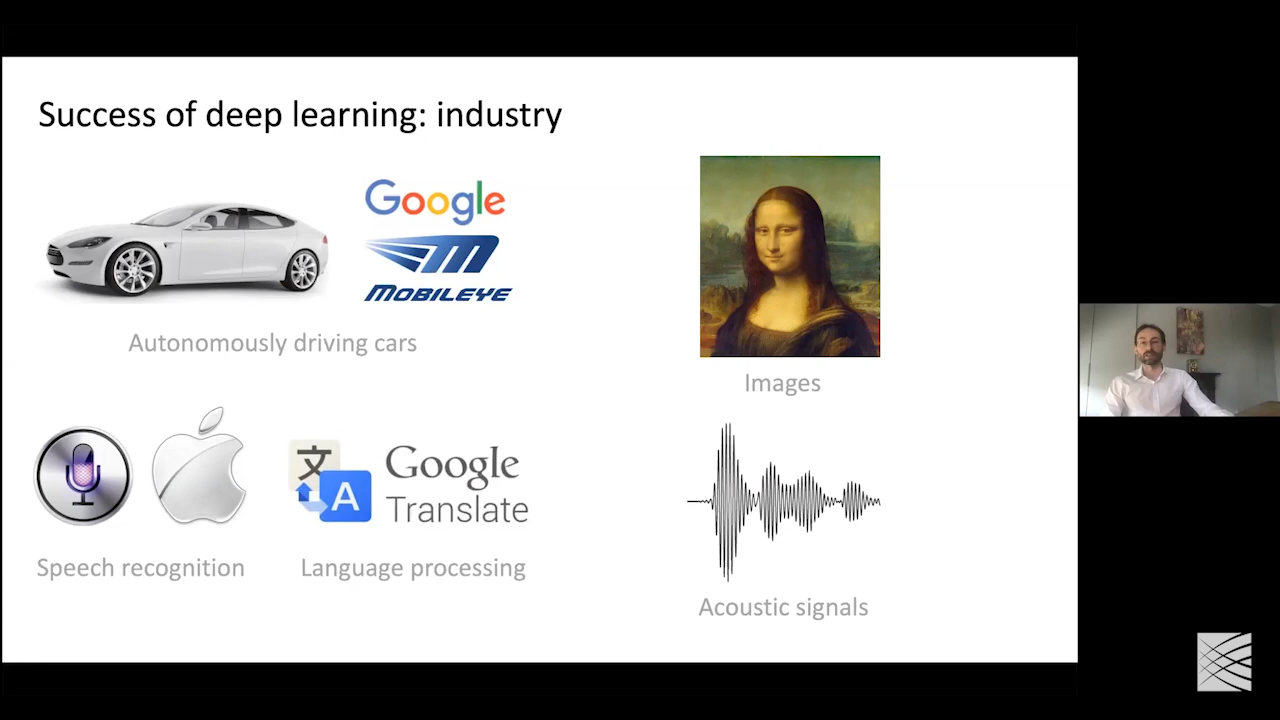 Success of deep learning: industry
Google
MOBILEYE
Autonomously driving cars
Images
文
A
Google
Translate
Speech recognition
Language processing
Acoustic signals